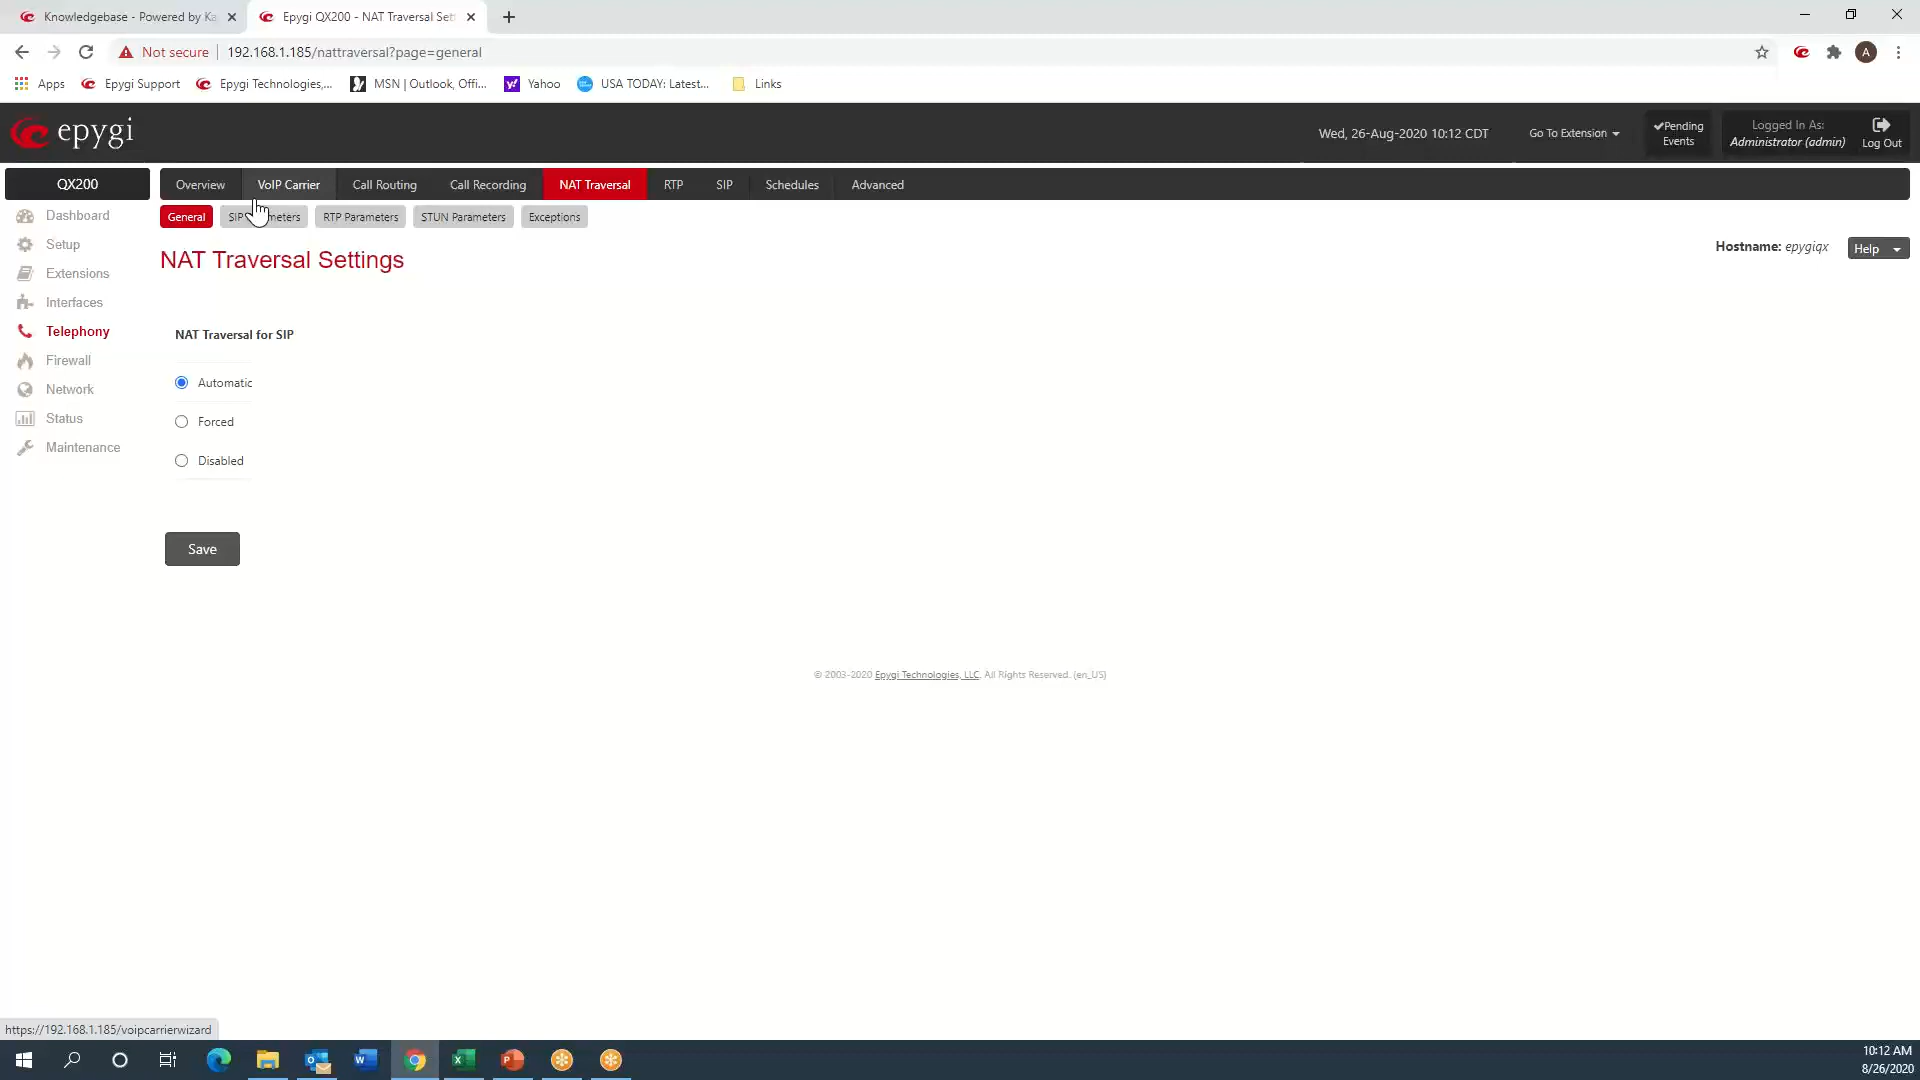 Knowledgebase - Powered by Ka
Epygi QX200 - NAT Traversal Set
Not secure
192.168.1.185/nattraversal?page=general
A
Apps
Epygi Support
Epygi Technologies,...
MSN | Outlook, Offi...
Yahoo
USA TODAY: Latest...
Links
epygi
Wed, 26-Aug-2020 10:12 CDT
Go To Extension
Pending
Events
Logged In As:
Administrator (admin)
Log Out
QX200
Overview
VoIP Carrier
Call Routing
Call Recording
NAT Traversal
RTP
SIP
Schedules
Advanced
General
SIP
meters
RTP Parameters
STUN Parameters
Exceptions
Dashboard
Setup
Extensions
Interfaces
Telephony
Firewall
Network
Status
Maintenance
NAT Traversal Settings
Hostname: epygiqx
Help
NAT Traversal for SIP
Automatic
Forced
Disabled
Save
© 2003-2020 Epygi Technologies, LLC. All Rights Reserved. (en_US)
https://192.168.1.185/voipcarrierwizard
10:12 AM
8/26/2020